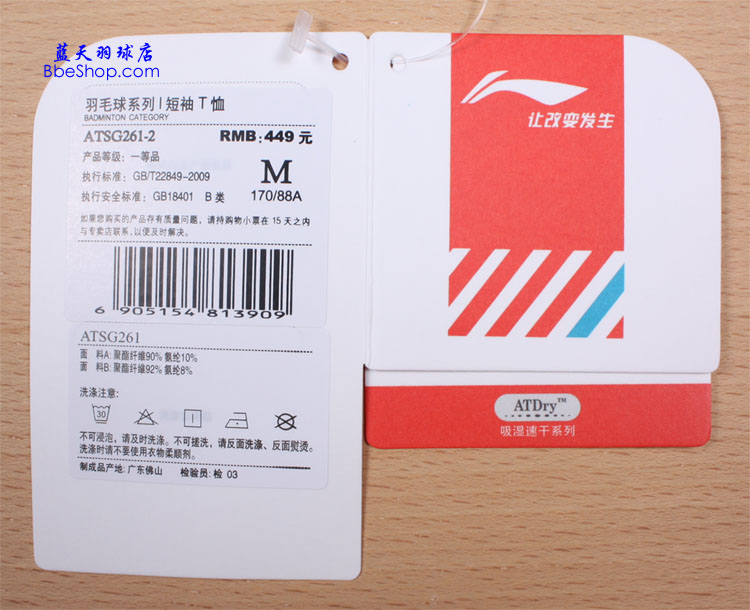 蓝天羽球店
BbeShop.com
羽毛球系列 | 短袖 T 恤
BADMINTON CATEGORY
ATSG261-2 RMB: 449 元
产品等级: 一等品
执行标准: GB/T22849-2009
M
执行安全标准: GB18401 B 类
170/88A
如果您购买的产品存有质量问题, 请持购物小票在 15 天之内
与专卖店联系, 以便及时解决。
6 905154 813909
ATSG261
面 料A: 聚酯纤维90% 氨纶10%
面 料B: 聚酯纤维92% 氨纶8%
洗涤注意:
30
不可浸泡, 请及时洗涤。不可搓洗, 请反面洗涤、反面熨烫。
洗涤时请不要使用衣物柔顺剂。
制成品产地: 广东佛山 检验员: 检 03
让改变发生
ATDry™
吸湿速干系列